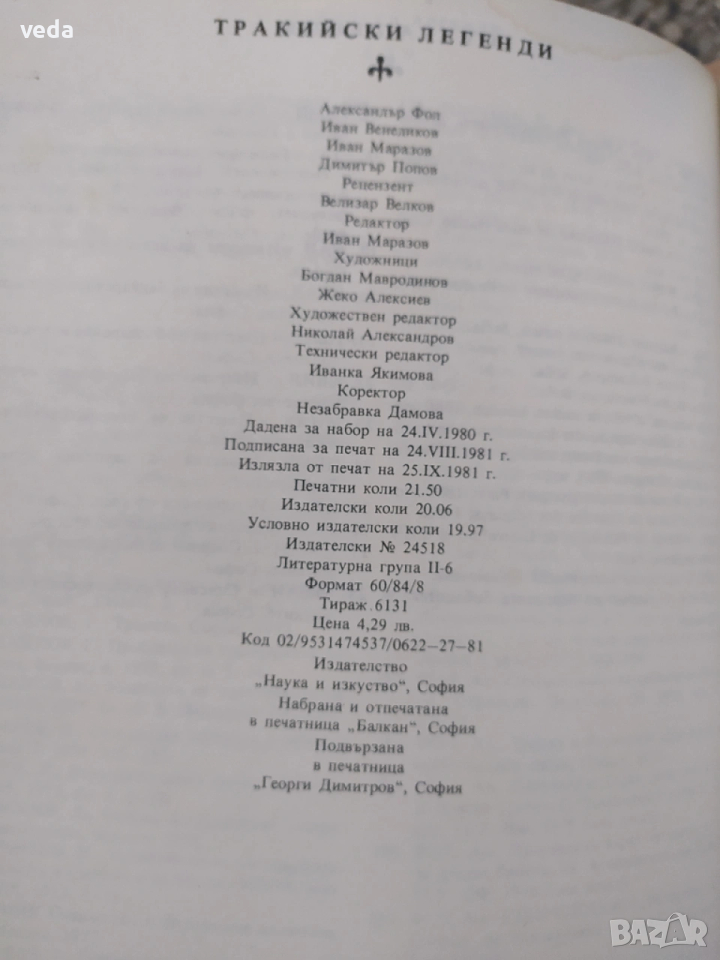 veda
ТРАКИЙСКИ ЛЕГЕНДИ
Александър Фол
Иван Венедиков
Иван Маразов
Димитър Попов
Рецензент
Велизар Велков
Редактор
Иван Маразов
Художници
Богдан Мавродинов
Жеко Алексиев
Художествен редактор
Николай Александров
Технически редактор
Иванка Якимова
Коректор
Незабравка Дамова
Дадена за набор на 24.IV.1980 г.
Подписана за печат на 24.VIII.1981 г.
Излязла от печат на 25.IX.1981 г.
Печатни коли 21.50
Издателски коли 20.06
Условно издателски коли 19.97
Издателски № 24518
Литературна група II-6
Формат 60/84/8
Тираж 6131
Цена 4,29 лв.
Код 02/9531474537/0622—27—81
Издателство
„Наука и изкуство“, София
Набрана и отпечатана
в печатница „Балкан“, София
Подвързана
в печатница
„Георги Димитров“, София
BAZAR